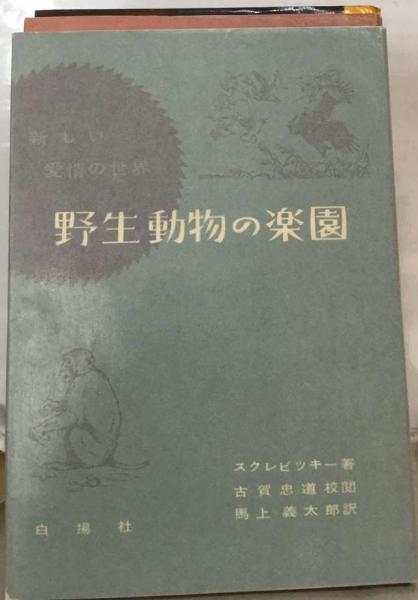 新しい
愛情の世界
野生動物の楽園
スクレビツキー著
古賀忠道校閲
馬上義太郎訳
白揚社